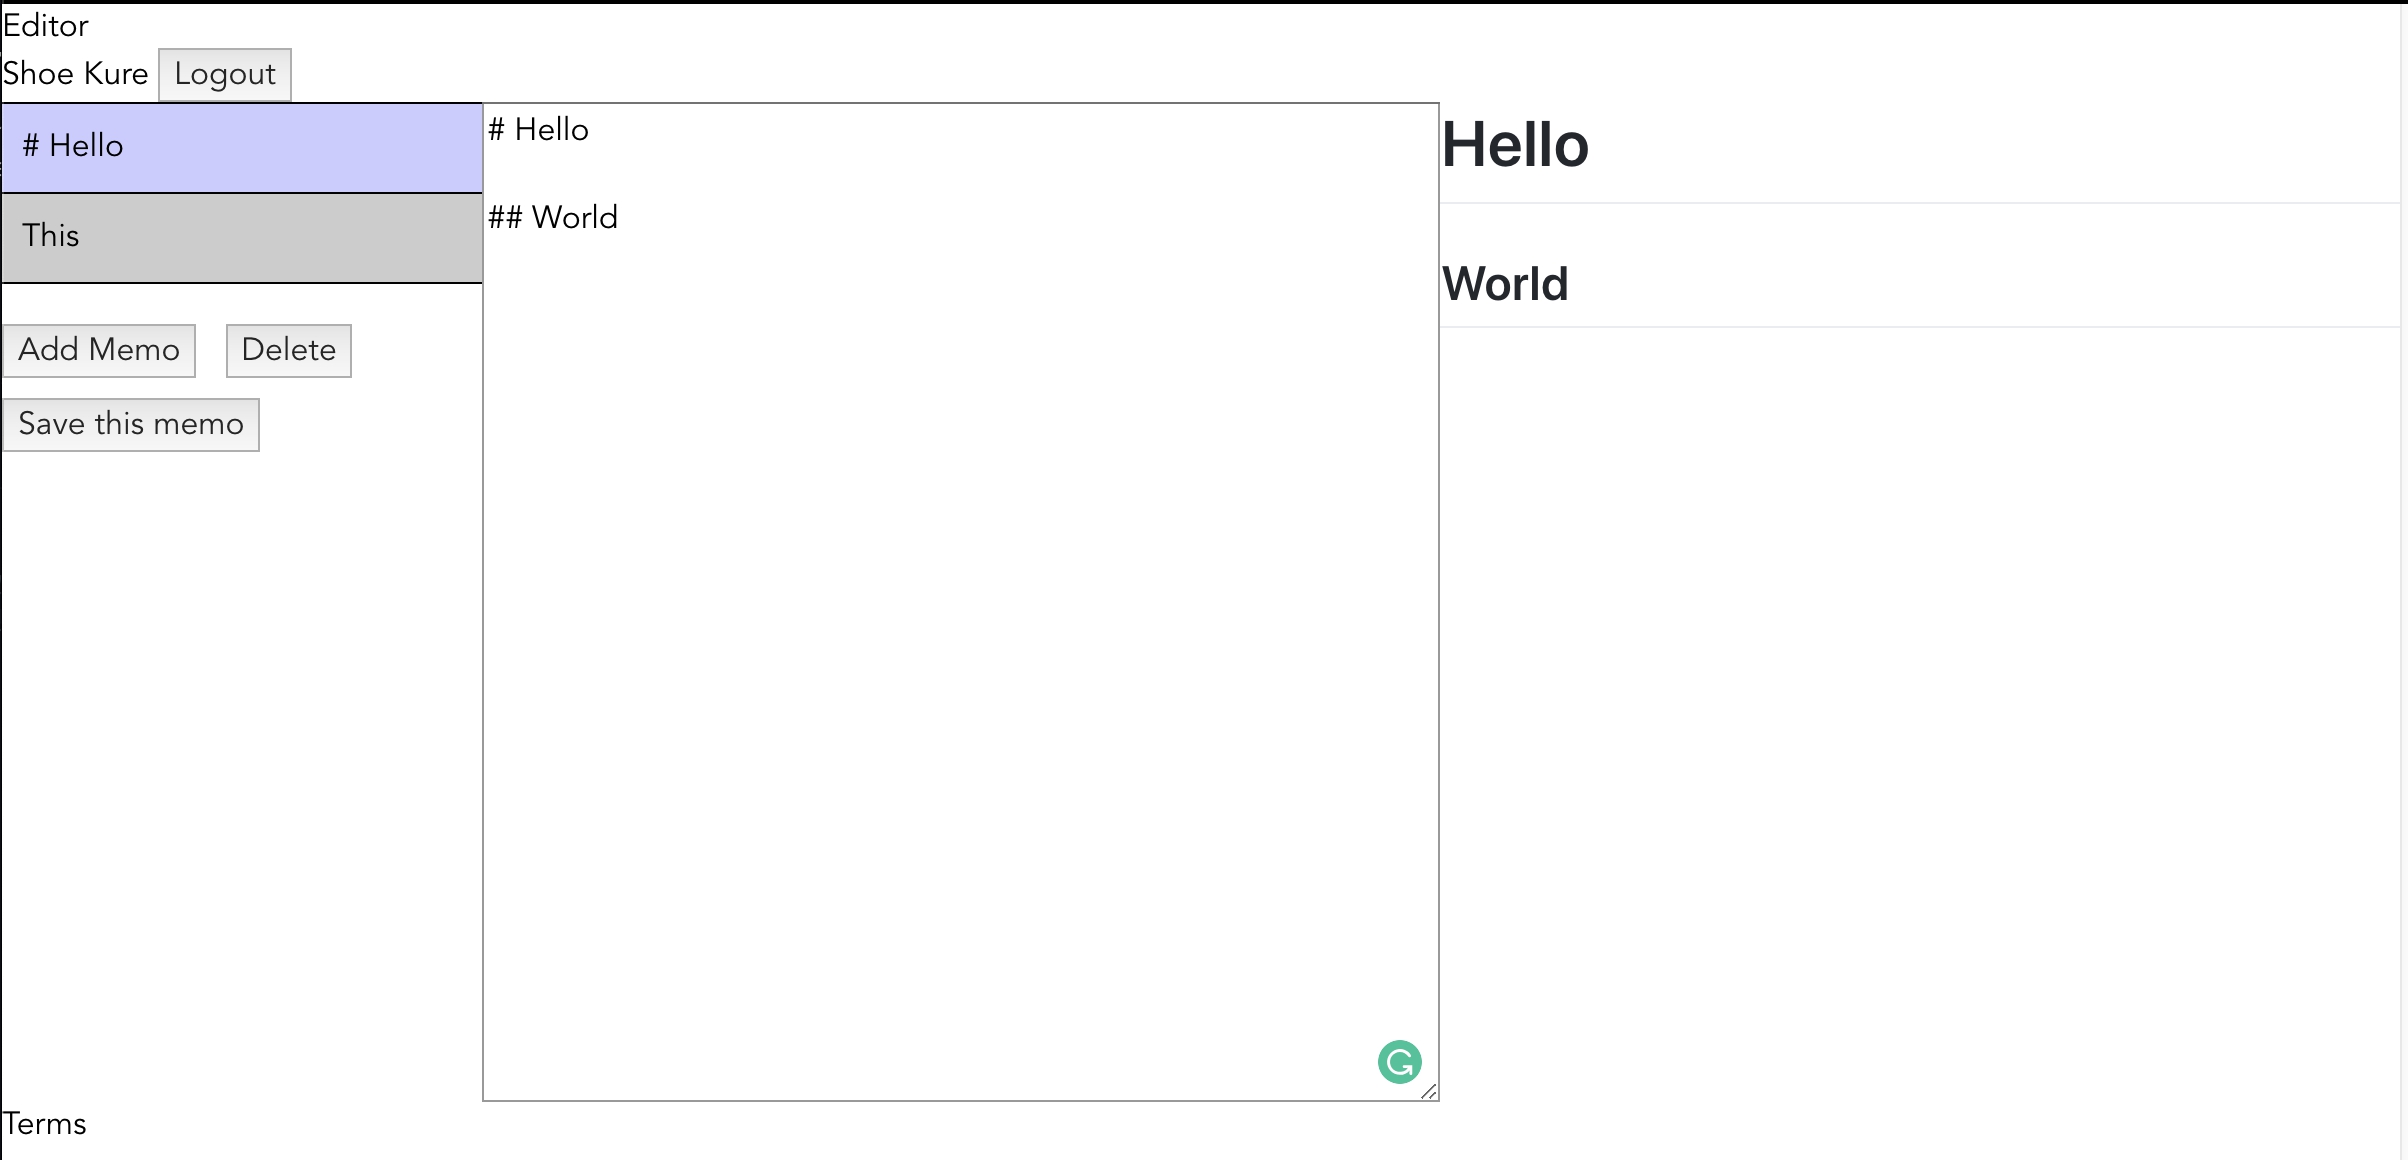 Editor
Shoe Kure Logout
# Hello
This
Add Memo Delete
Save this memo
# Hello
## World
Hello
World
Terms